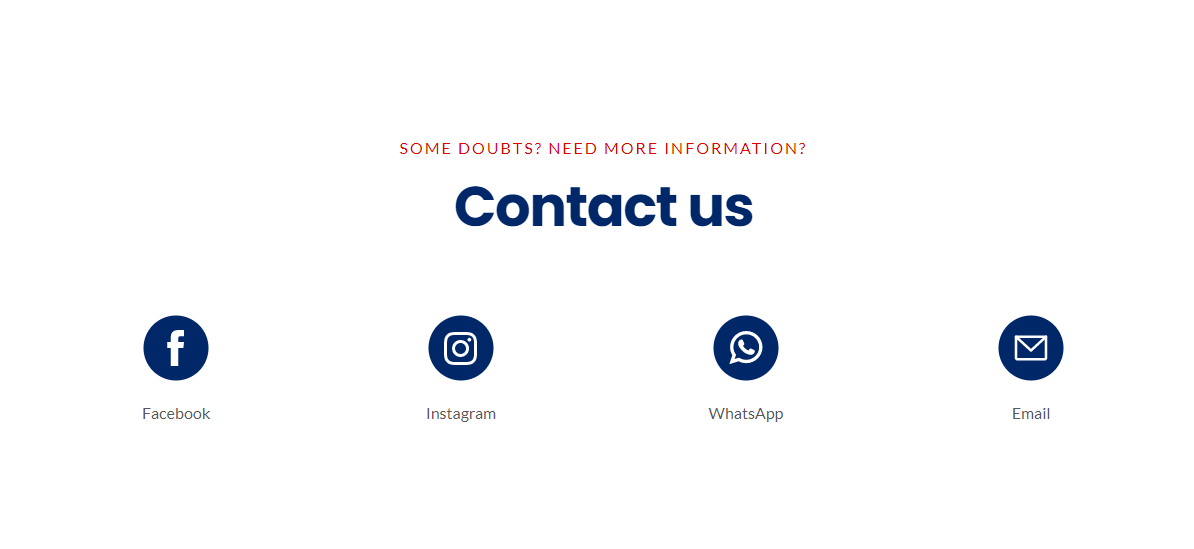 SOME DOUBTS? NEED MORE INFORMATION?
Contact us
Facebook
Instagram
WhatsApp
Email